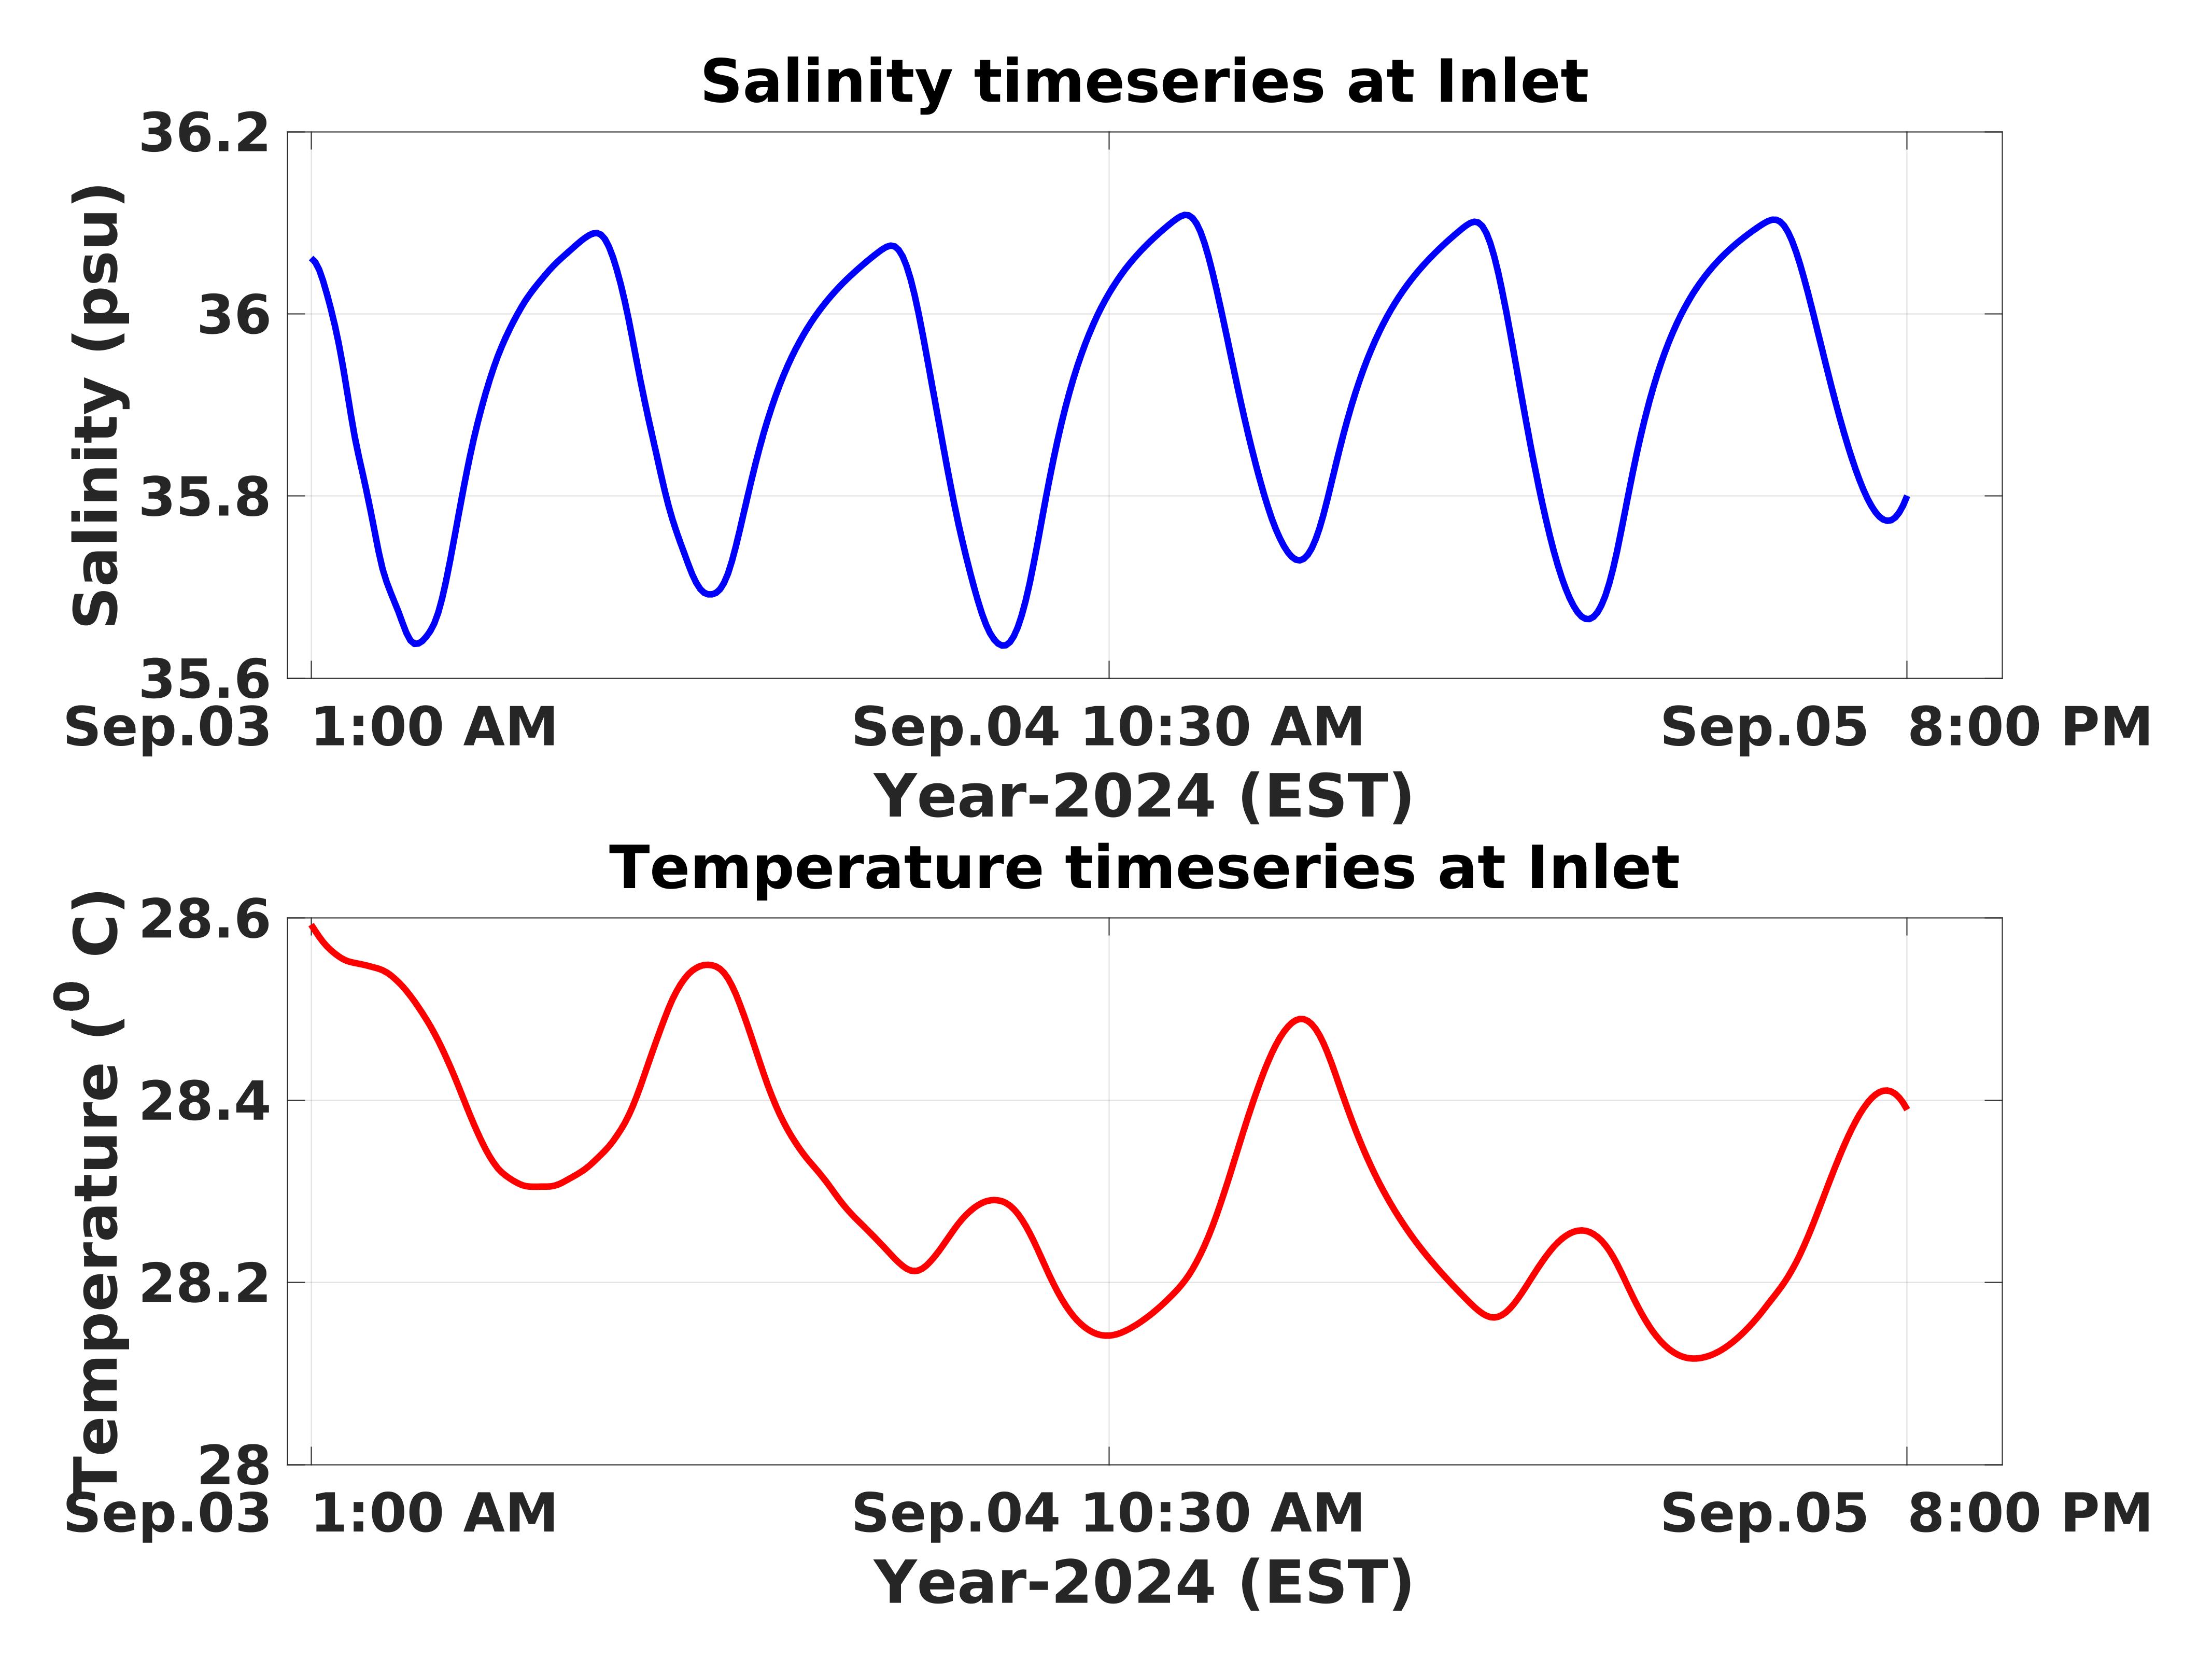 Salinity timeseries at Inlet
Salinity (psu)
36.2
36
35.8
35.6
Sep.03 1:00 AM
Sep.04 10:30 AM
Sep.05 8:00 PM
Year-2024 (EST)
Temperature timeseries at Inlet
Temperature (⁰ C)
28.6
28.4
28.2
28
Sep.03 1:00 AM
Sep.04 10:30 AM
Sep.05 8:00 PM
Year-2024 (EST)